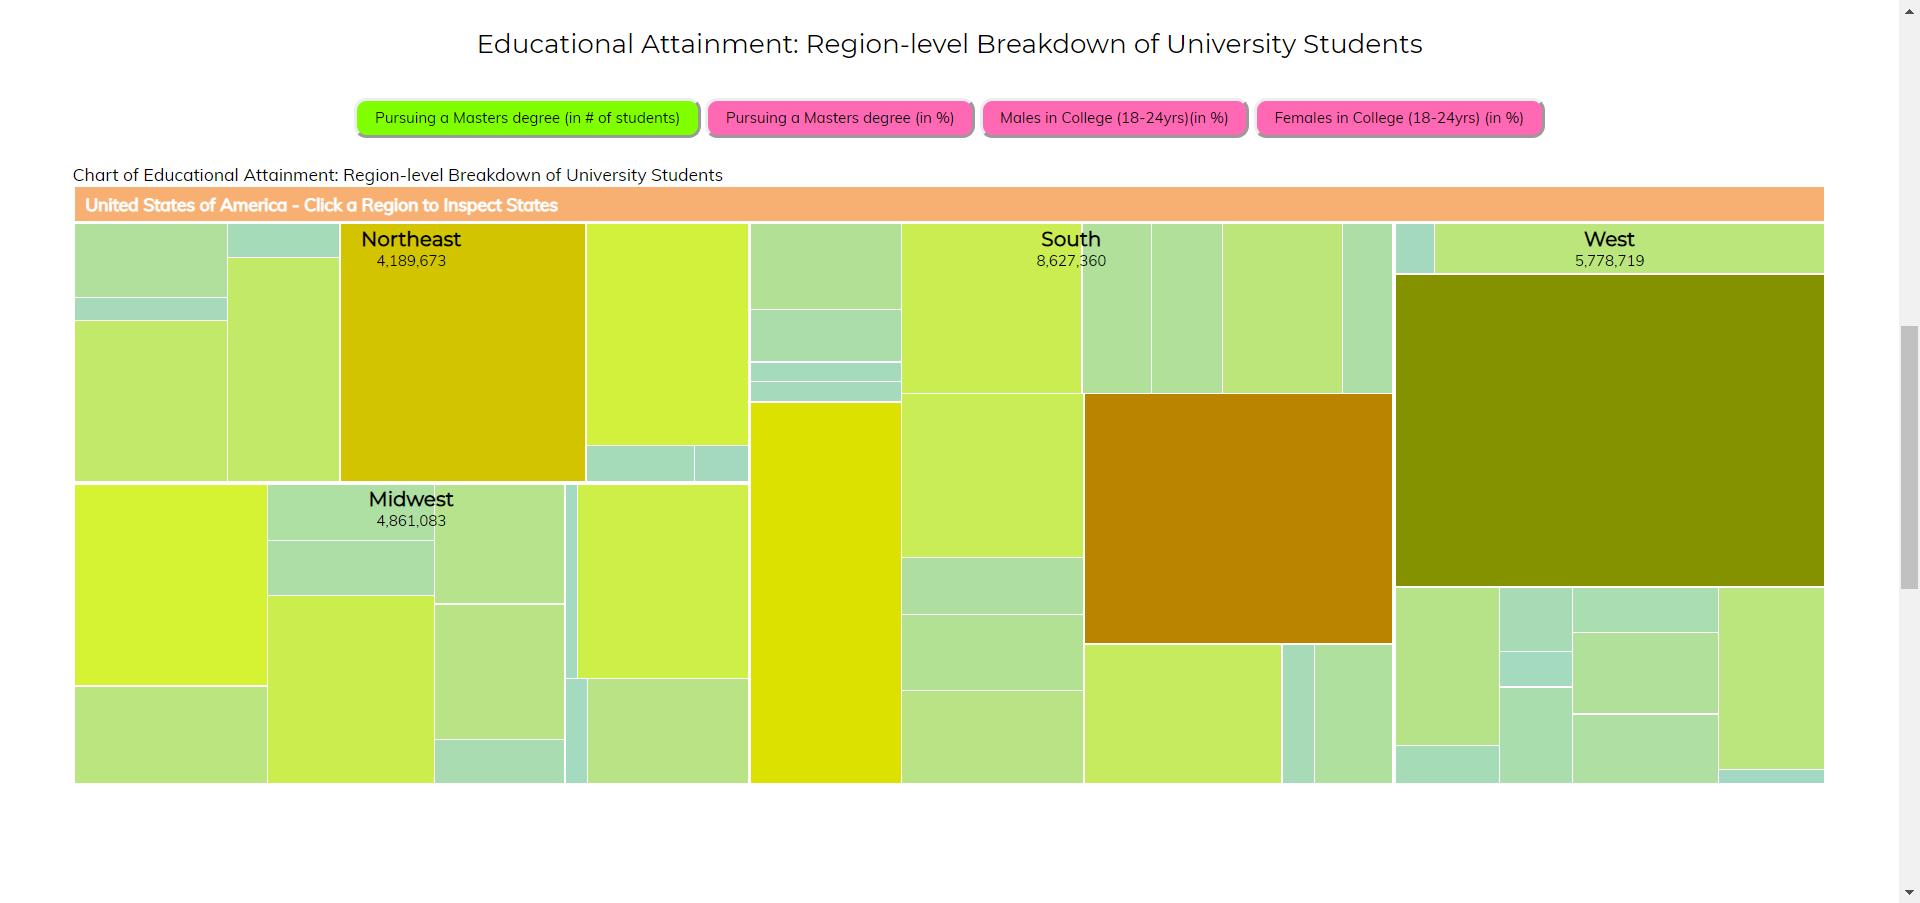 Educational Attainment: Region-level Breakdown of University Students
Pursuing a Masters degree (in # of students)
Pursuing a Masters degree (in %)
Males in College (18-24yrs)(in %)
Females in College (18-24yrs) (in %)
Chart of Educational Attainment: Region-level Breakdown of University Students
United States of America - Click a Region to Inspect States
Northeast
4,189,673
South
8,627,360
West
5,778,719
Midwest
4,861,083